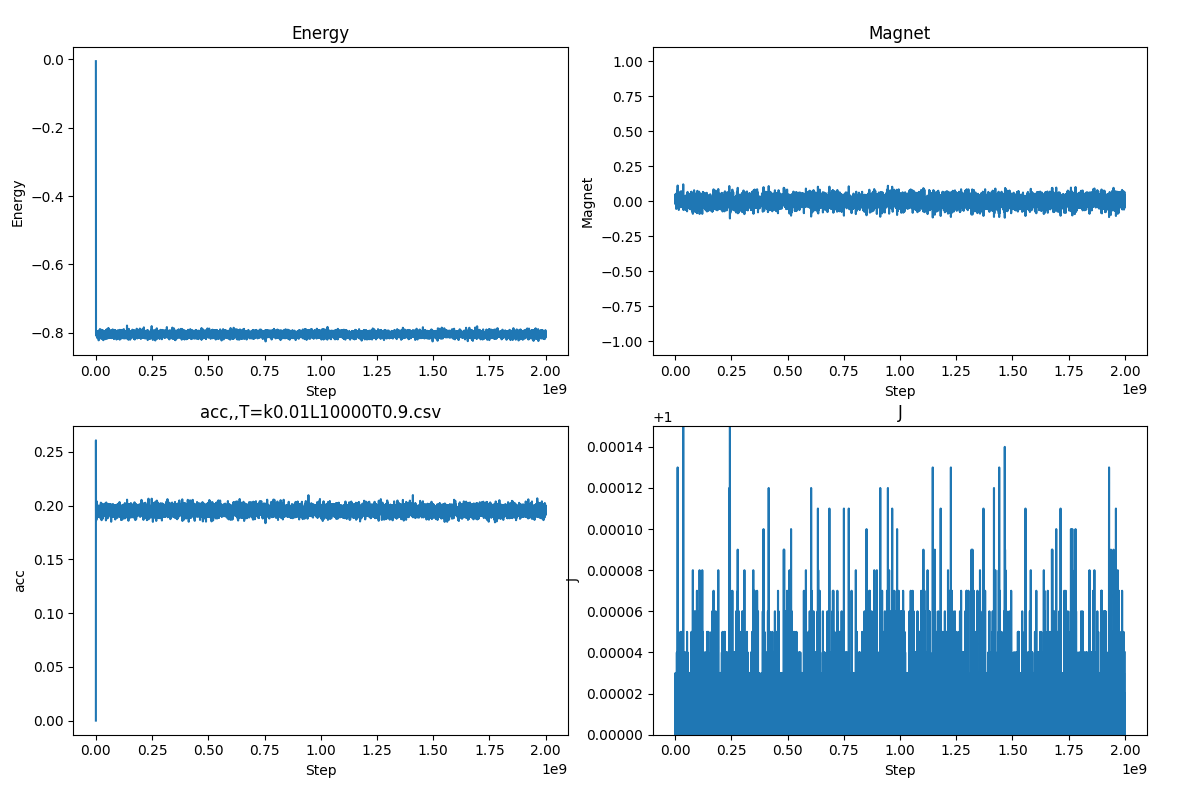 Energy
0.0
−0.2
−0.4
−0.6
−0.8
Energy
0.00 0.25 0.50 0.75 1.00 1.25 1.50 1.75 2.00
Step
1e9
Magnet
1.00
0.75
0.50
0.25
0.00
−0.25
−0.50
−0.75
−1.00
Magnet
0.00 0.25 0.50 0.75 1.00 1.25 1.50 1.75 2.00
Step
1e9
acc,,T=k0.01L10000T0.9.csv
0.25
0.20
0.15
0.10
0.05
0.00
acc
0.00 0.25 0.50 0.75 1.00 1.25 1.50 1.75 2.00
Step
1e9
J
+1
0.00014
0.00012
0.00010
0.00008
0.00006
0.00004
0.00002
0.00000
J
0.00 0.25 0.50 0.75 1.00 1.25 1.50 1.75 2.00
Step
1e9